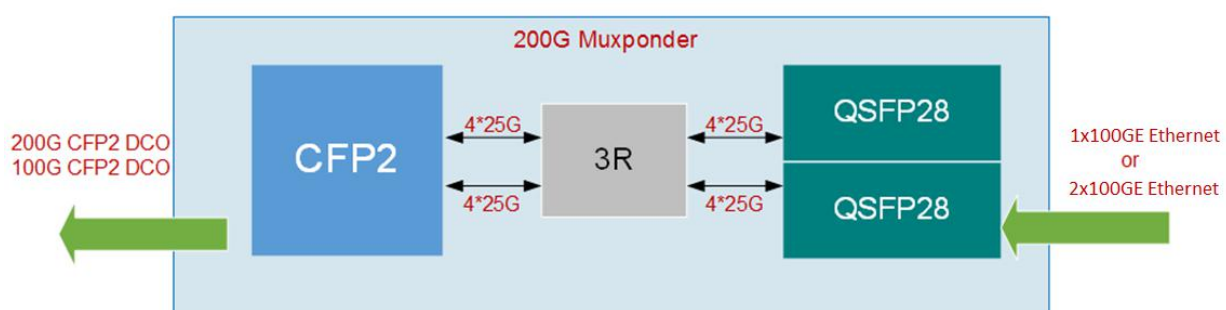 200G Muxponder
200G CFP2 DCO
100G CFP2 DCO
CFP2
4*25G
4*25G
3R
4*25G
4*25G
QSFP28
QSFP28
1x100GE Ethernet
or
2x100GE Ethernet